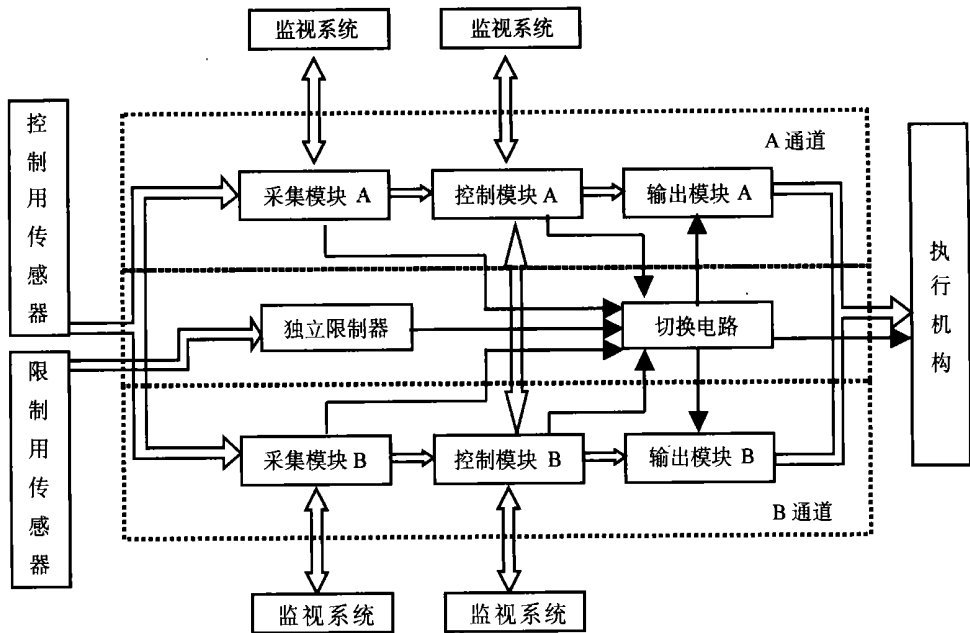 监视系统
监视系统
控制用传感器
A 通道
采集模块 A
控制模块 A
输出模块 A
执行机构
独立限制器
切换电路
限制用传感器
采集模块 B
控制模块 B
输出模块 B
B 通道
监视系统
监视系统